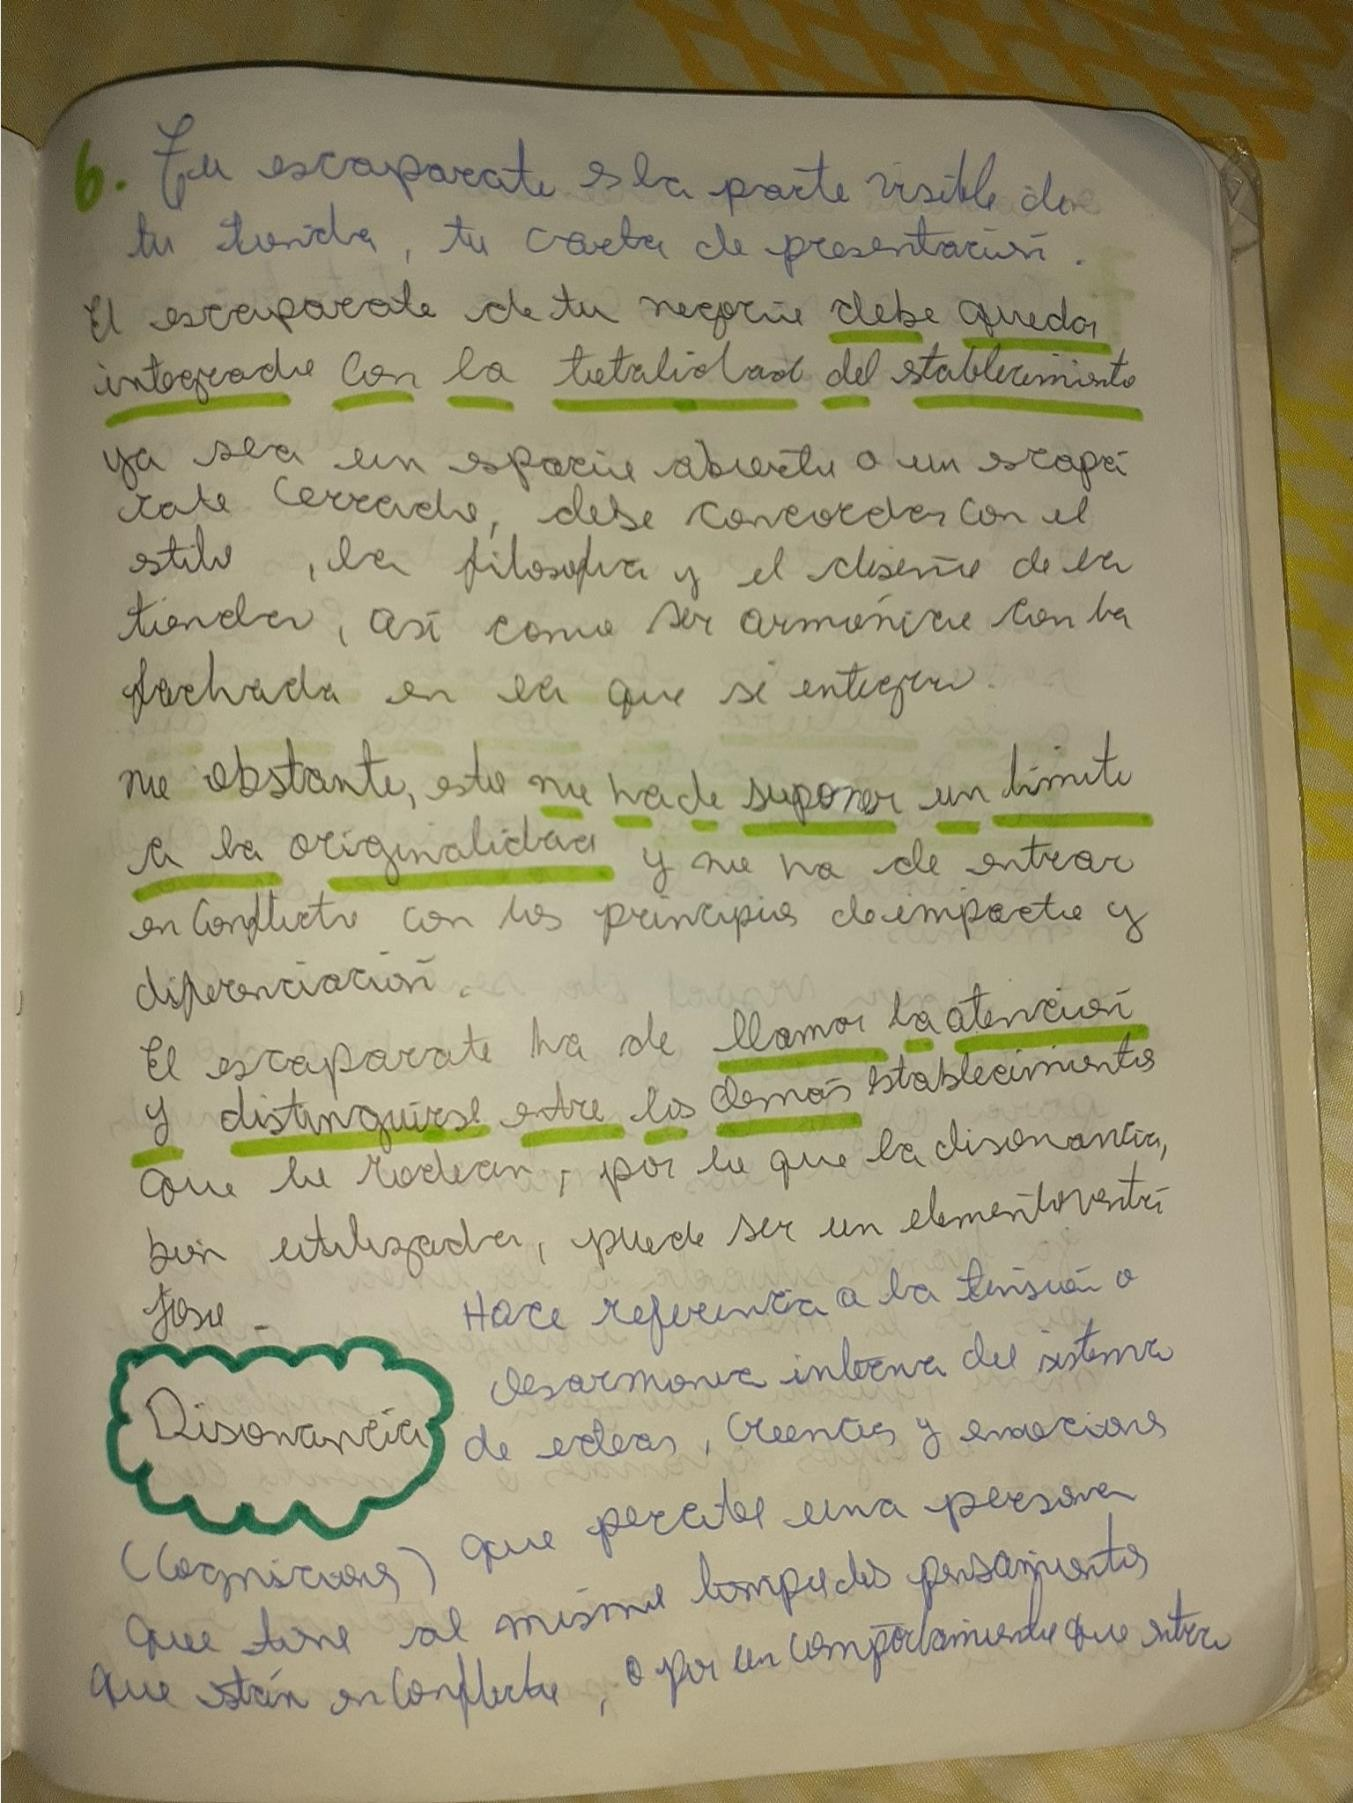 6. Tu escaparate es la parte visible de
tu tienda, tu carta de presentación.
El escaparate de tu negocio debe quedar
integrado con la totalidad del establecimiento
ya sea un espacio abierto o un escapa
rate cerrado, debe concordar con el
estilo, la filosofía y el diseño de la
tienda, así como ser armónico con la
fachada en la que se integra.
no obstante, esto no ha de suponer un límite
a la originalidad y no ha de entrar
en conflicto con los principios de impacto y
diferenciación.
El escaparate ha de llamar la atención
y distinguirse entre los demás establecimientos
que le rodean, por lo que la disonancia,
bien utilizada, puede ser un elemento venta
joso.
Hace referencia a la tensión o
desarmonía interna del sistema
Disonancia
de ideas, creencias y emociones
(cogniciones) que percibe una persona
que tiene al mismo tiempo dos pensamientos
que están en conflicto, o por un comportamiento que entra